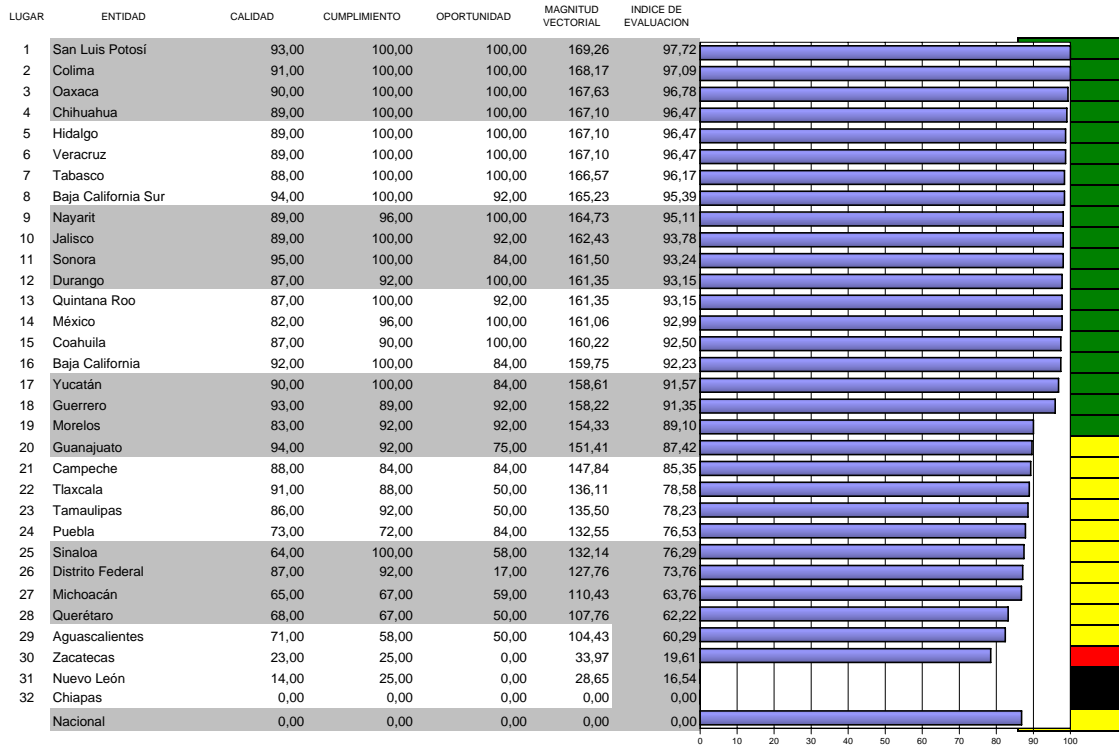 LUGAR ENTIDAD CALIDAD CUMPLIMIENTO OPORTUNIDAD MAGNITUD VECTORIAL INDICE DE EVALUACION
1 San Luis Potosí 93,00 100,00 100,00 169,26 97,72
2 Colima 91,00 100,00 100,00 168,17 97,09
3 Oaxaca 90,00 100,00 100,00 167,63 96,78
4 Chihuahua 89,00 100,00 100,00 167,10 96,47
5 Hidalgo 89,00 100,00 100,00 167,10 96,47
6 Veracruz 89,00 100,00 100,00 167,10 96,47
7 Tabasco 88,00 100,00 100,00 166,57 96,17
8 Baja California Sur 94,00 100,00 92,00 165,23 95,39
9 Nayarit 89,00 96,00 100,00 164,73 95,11
10 Jalisco 89,00 100,00 92,00 162,43 93,78
11 Sonora 95,00 100,00 84,00 161,50 93,24
12 Durango 87,00 92,00 100,00 161,35 93,15
13 Quintana Roo 87,00 100,00 92,00 161,35 93,15
14 México 82,00 96,00 100,00 161,06 92,99
15 Coahuila 87,00 90,00 100,00 160,22 92,50
16 Baja California 92,00 100,00 84,00 159,75 92,23
17 Yucatán 90,00 100,00 84,00 158,61 91,57
18 Guerrero 93,00 89,00 92,00 158,22 91,35
19 Morelos 83,00 92,00 92,00 154,33 89,10
20 Guanajuato 94,00 92,00 75,00 151,41 87,42
21 Campeche 88,00 84,00 84,00 147,84 85,35
22 Tlaxcala 91,00 88,00 50,00 136,11 78,58
23 Tamaulipas 86,00 92,00 50,00 135,50 78,23
24 Puebla 73,00 72,00 84,00 132,55 76,53
25 Sinaloa 64,00 100,00 58,00 132,14 76,29
26 Distrito Federal 87,00 92,00 17,00 127,76 73,76
27 Michoacán 65,00 67,00 59,00 110,43 63,76
28 Querétaro 68,00 67,00 50,00 107,76 62,22
29 Aguascalientes 71,00 58,00 50,00 104,43 60,29
30 Zacatecas 23,00 25,00 0,00 33,97 19,61
31 Nuevo León 14,00 25,00 0,00 28,65 16,54
32 Chiapas 0,00 0,00 0,00 0,00 0,00
Nacional 0,00 0,00 0,00 0,00 0,00
0 10 20 30 40 50 60 70 80 90 100